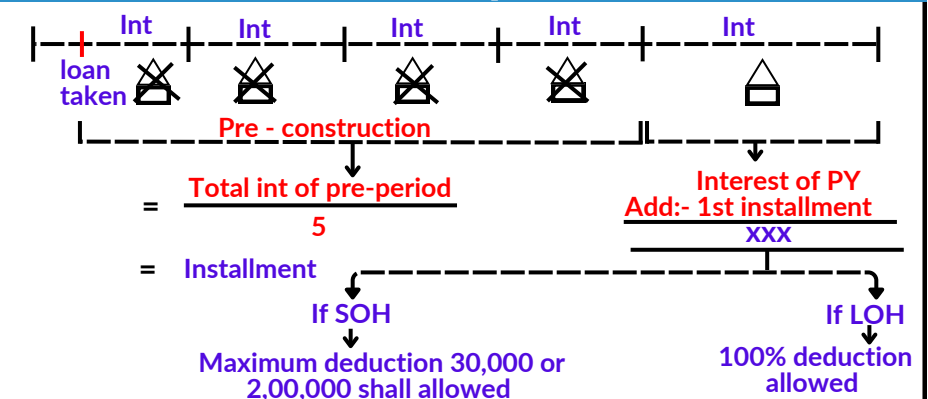 Int
Int
Int
Int
Int
loan
taken
Pre - construction
Total int of pre-period
=
5
Interest of PY
Add:- 1st installment
xxx
= Installment
If SOH
If LOH
Maximum deduction 30,000 or
2,00,000 shall allowed
100% deduction
allowed